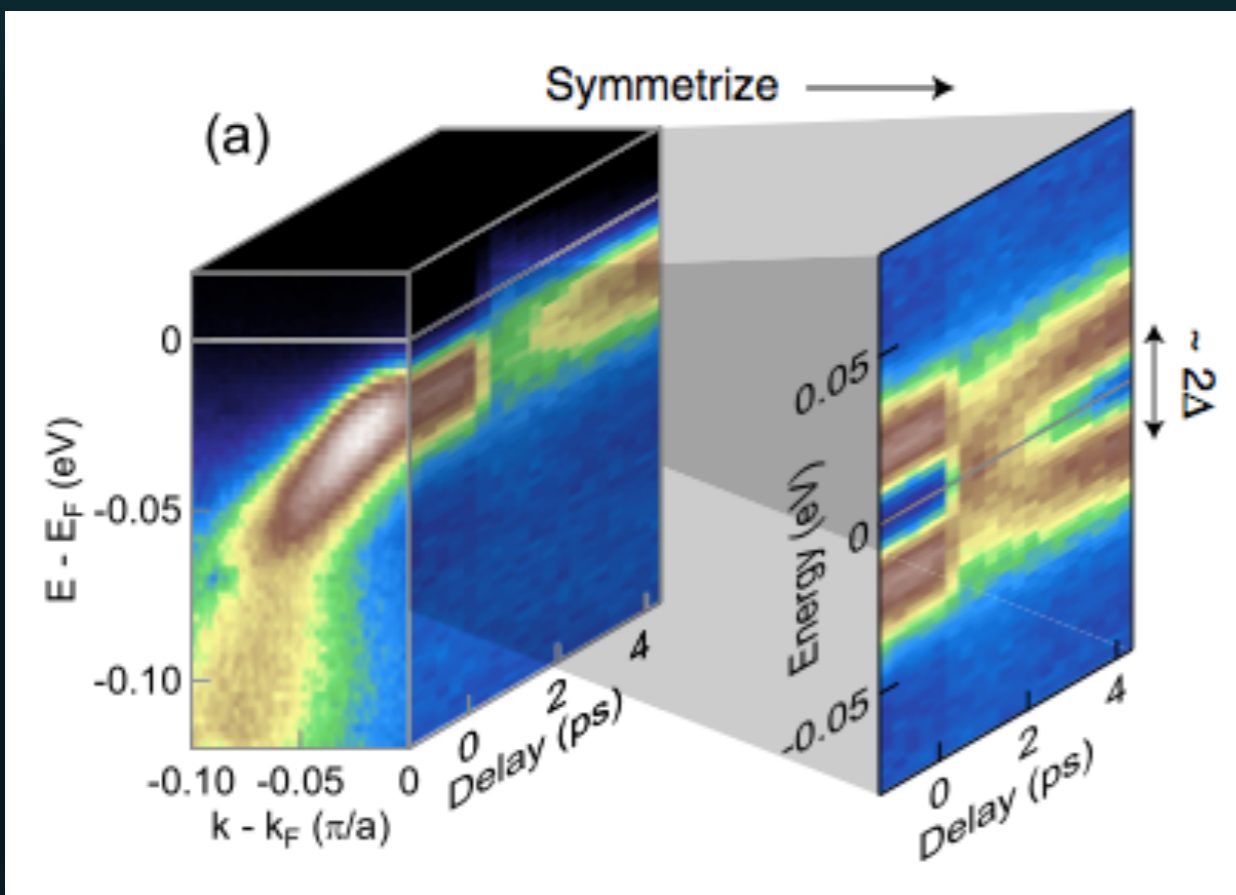 Symmetrize
(a)
0
-0.05
-0.10
E - E_F (eV)
-0.10 -0.05 0
k - k_F (π/a)
0 2 4
Delay (ps)
0.05
0
-0.05
Energy (eV)
0 2 4
Delay (ps)
~ 2Δ